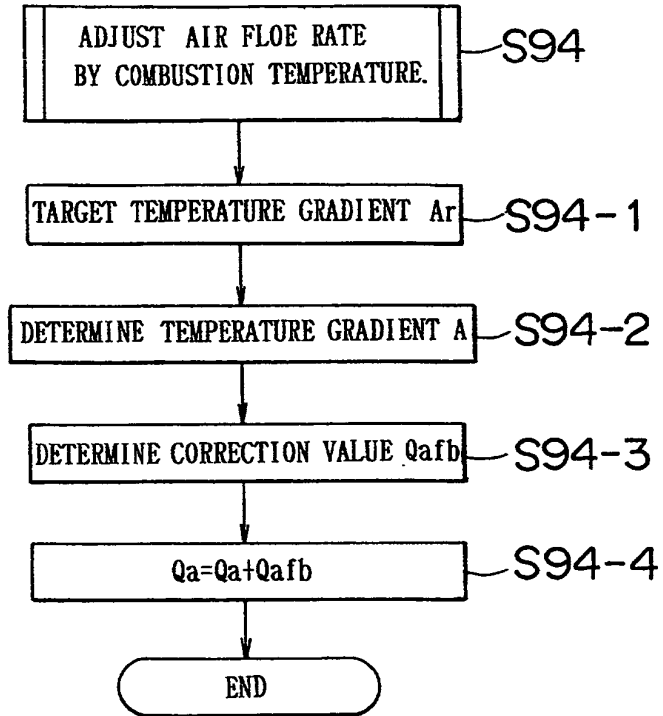 ADJUST AIR FLOE RATE
BY COMBUSTION TEMPERATURE.
S94
TARGET TEMPERATURE GRADIENT Ar
S94-1
DETERMINE TEMPERATURE GRADIENT A
S94-2
DETERMINE CORRECTION VALUE Qafb
S94-3
Qa=Qa+Qafb
S94-4
END